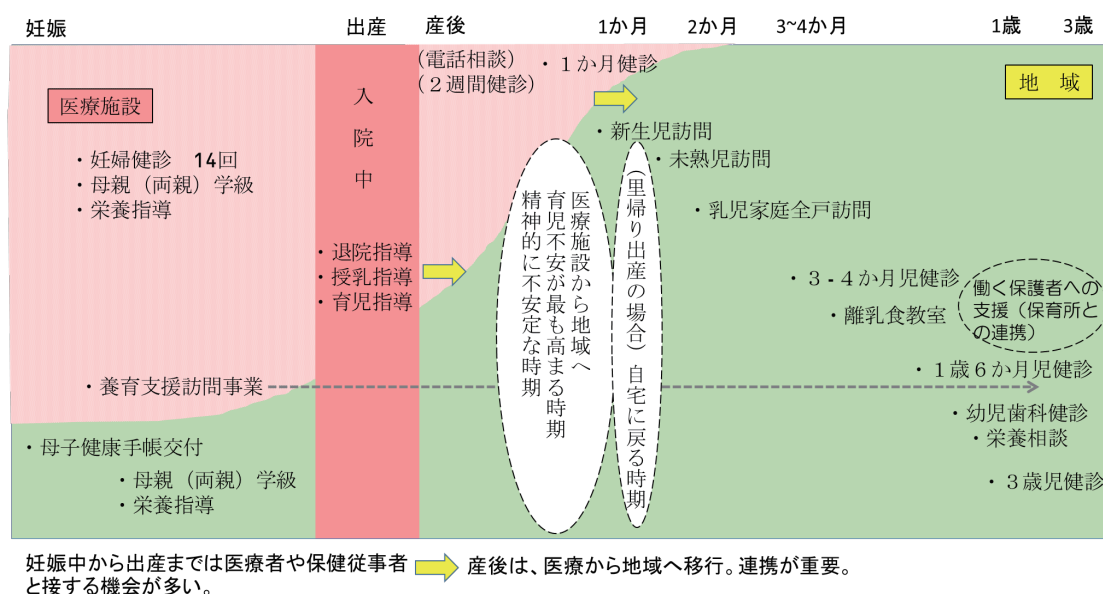 妊娠
出産
産後
1か月
2か月
3~4か月
1歳
3歳
医療施設
・妊婦健診　14回
・母親（両親）学級
・栄養指導
入院中
・退院指導
・授乳指導
・育児指導
(電話相談)
(２週間健診)
・１か月健診
地　域
・新生児訪問
・未熟児訪問
・乳児家庭全戸訪問
医療施設から地域へ
育児不安が最も高まる時期
精神的に不安定な時期
（里帰り出産の場合）自宅に戻る時期
・３-４か月児健診
・離乳食教室
働く保護者への
支援（保育所と
の連携）
・養育支援訪問事業
・１歳６か月児健診
・幼児歯科健診
・栄養相談
・３歳児健診
・母子健康手帳交付
・母親（両親）学級
・栄養指導
妊娠中から出産までは医療者や保健従事者
と接する機会が多い。
産後は、医療から地域へ移行。連携が重要。